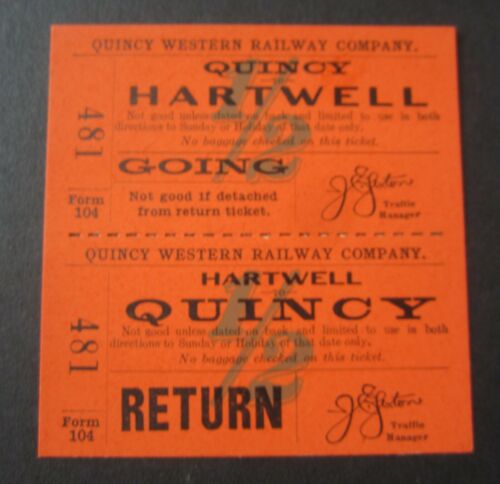 QUINCY WESTERN RAILWAY COMPANY.
QUINCY
TO
HARTWELL
Not good unless dated on back and limited to use in both
directions to Sunday or Holiday of that date only.
No baggage checked on this ticket.
GOING
1/2
Not good if detached
from return ticket.
Traffic
Manager
481
Form
104
QUINCY WESTERN RAILWAY COMPANY.
HARTWELL
TO
QUINCY
Not good unless dated on back and limited to use in both
directions to Sunday or Holiday of that date only.
No baggage checked on this ticket.
RETURN
1/2
Traffic
Manager
481
Form
104